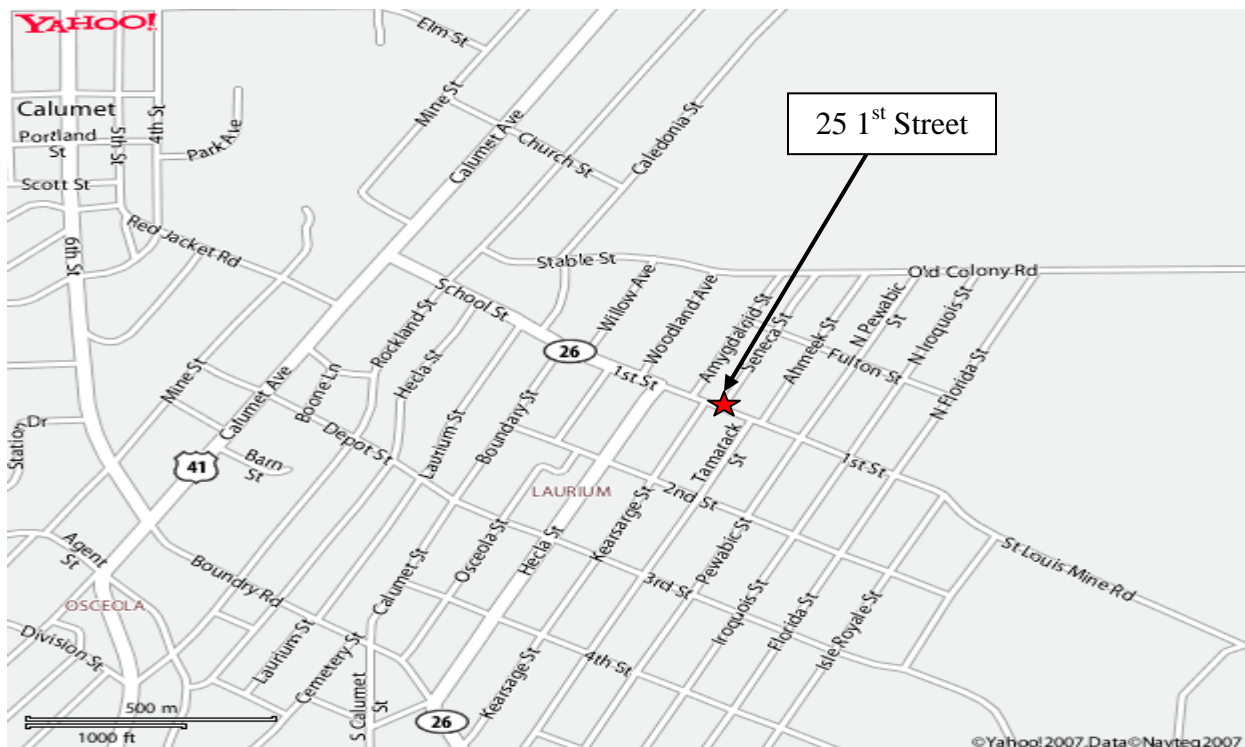 YAHOO!
Elm St
Calumet
Mine St
Calumet Ave
Church St
Caledonia St
25 1st Street
Portland St
5th St
4th St
Park Ave
Scott St
Red Jacket Rd
6th St
Stable St
Old Colony Rd
School St
Willow Ave
Woodland Ave
Amygdaloid St
Seneca St
Ahmeek St
N Pewabic St
N Iroquois St
N Florida St
Fulton St
Rockland St
Hecla St
26
1st St
Mine St
Calumet Ave
Boone Ln
Depot St
Laurium St
Boundary St
Station Dr
41
Barn St
Tamarack St
1st St
LAURIUM
2nd St
Agent St
Boundry Rd
Calumet St
Osceola St
Hecla St
Kearsarge St
3rd St
Pewabic St
St Louis Mine Rd
OSCEOLA
Division St
Laurium St
Cemetery St
S Calumet St
Kearsage St
4th St
Iroquois St
Florida St
Isle Royale St
26
500 m
1000 ft
©Yahoo!2007,Data©Navteq2007